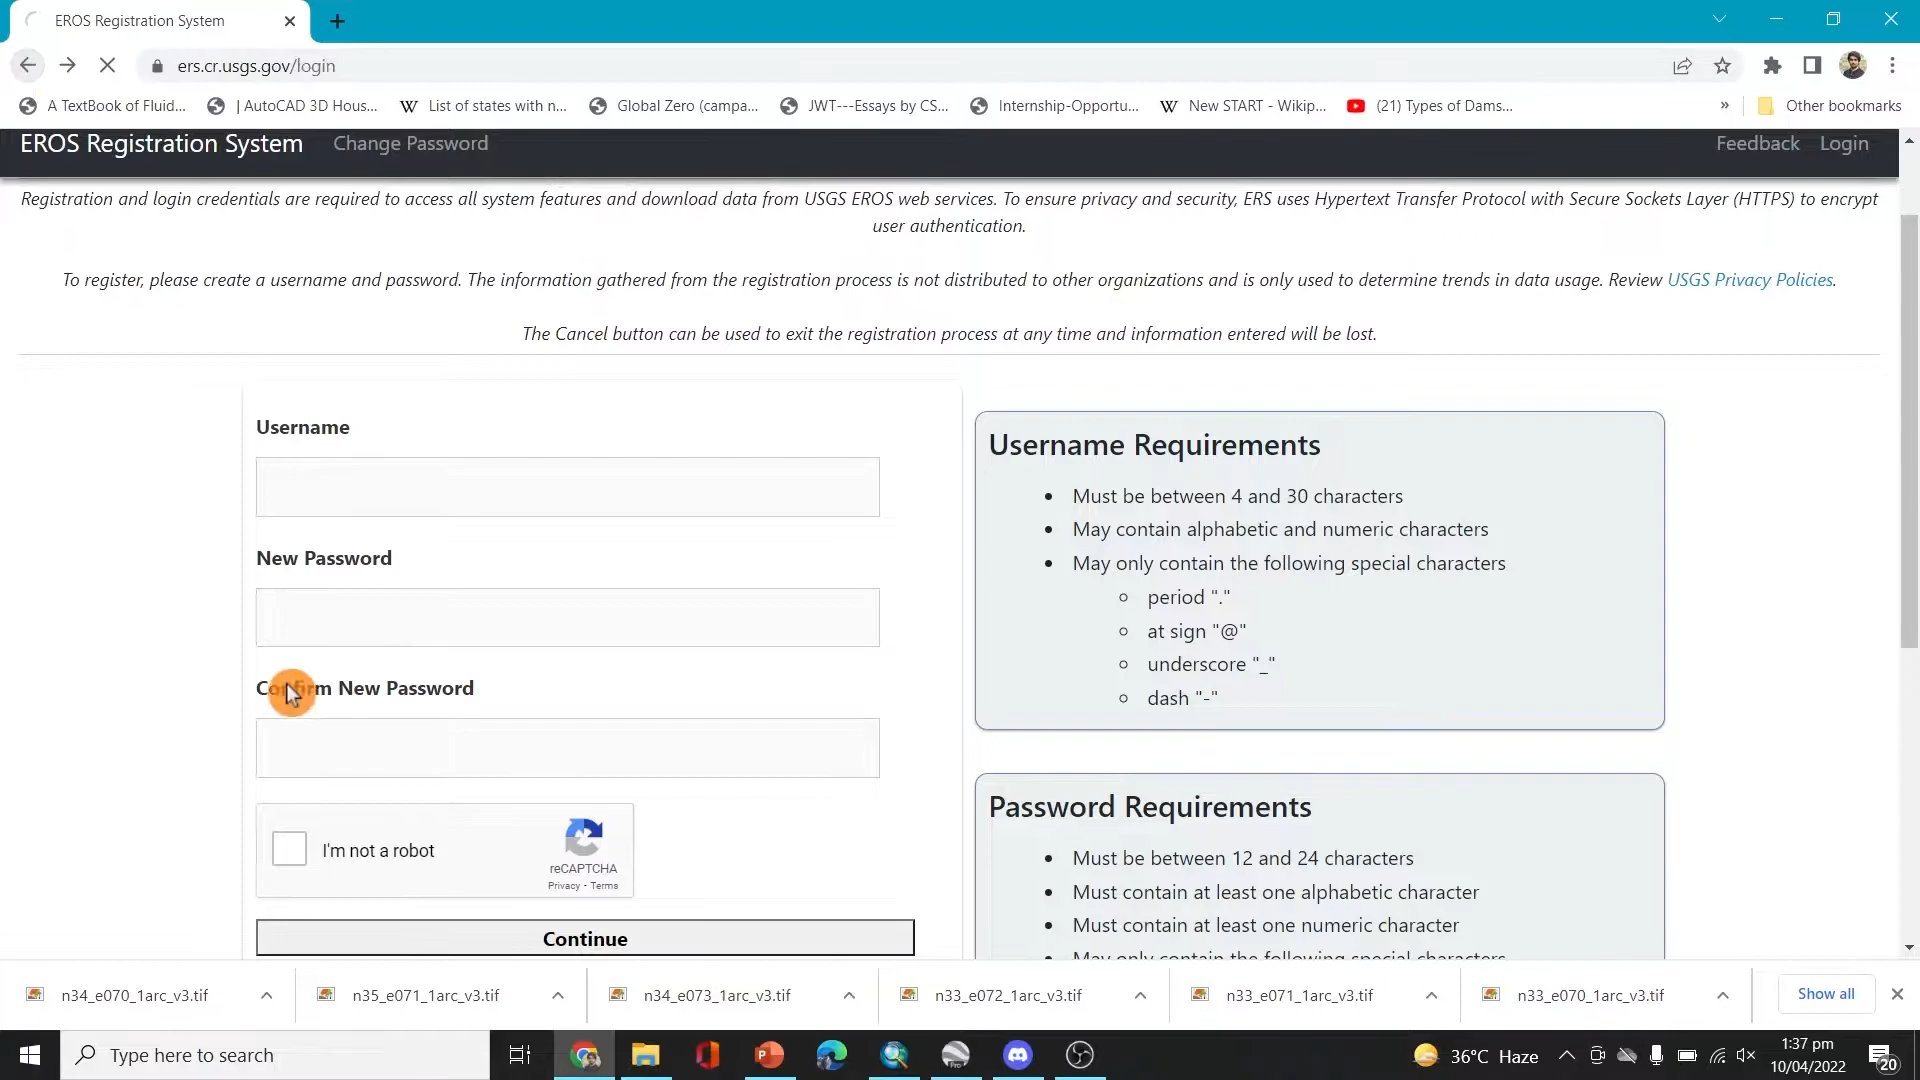 EROS Registration System
ers.cr.usgs.gov/login
A TextBook of Fluid...
| AutoCAD 3D Hous...
List of states with n...
Global Zero (campa...
JWT---Essays by CS...
Internship-Opportu...
New START - Wikip...
(21) Types of Dams...
»
Other bookmarks
EROS Registration System
Change Password
Feedback
Login
Registration and login credentials are required to access all system features and download data from USGS EROS web services. To ensure privacy and security, ERS uses Hypertext Transfer Protocol with Secure Sockets Layer (HTTPS) to encrypt
user authentication.
To register, please create a username and password. The information gathered from the registration process is not distributed to other organizations and is only used to determine trends in data usage. Review USGS Privacy Policies.
The Cancel button can be used to exit the registration process at any time and information entered will be lost.
Username
New Password
Confirm New Password
I'm not a robot
reCAPTCHA
Privacy - Terms
Continue
Username Requirements
Must be between 4 and 30 characters
May contain alphabetic and numeric characters
May only contain the following special characters
period "."
at sign "@"
underscore "_"
dash "-"
Password Requirements
Must be between 12 and 24 characters
Must contain at least one alphabetic character
Must contain at least one numeric character
May only contain the following special characters
n34_e070_1arc_v3.tif
n35_e071_1arc_v3.tif
n34_e073_1arc_v3.tif
n33_e072_1arc_v3.tif
n33_e071_1arc_v3.tif
n33_e070_1arc_v3.tif
Show all
Type here to search
36°C Haze
1:37 pm
10/04/2022
20